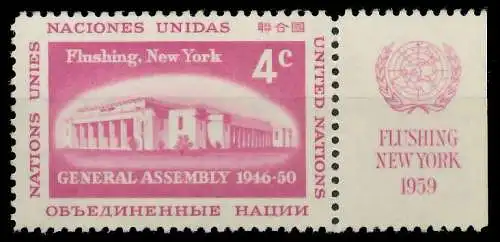 NACIONES UNIDAS 聯合國
NATIONS UNIES
Flushing, New York 4c
UNITED NATIONS
GENERAL ASSEMBLY 1946-50
ОБЪЕДИНЕННЫЕ НАЦИИ
FLUSHING
NEW YORK
1959